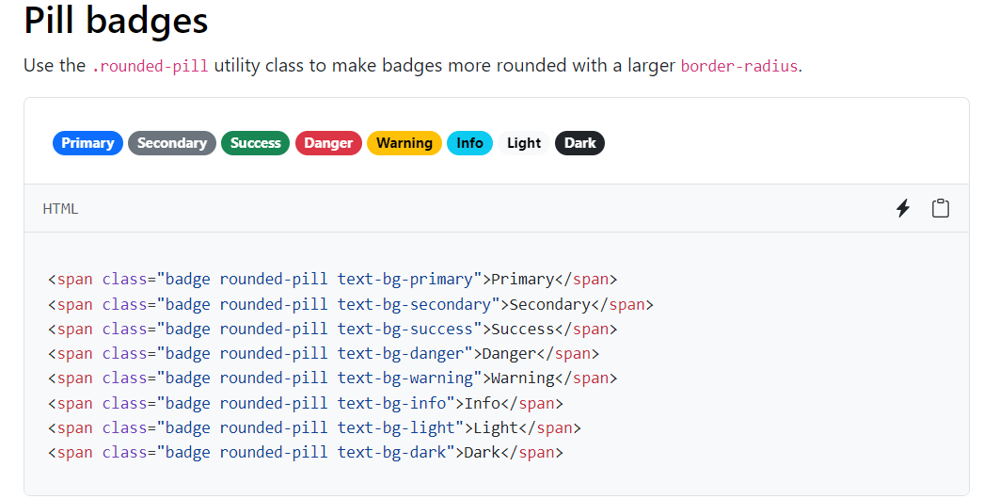 Pill badges
Use the .rounded-pill utility class to make badges more rounded with a larger border-radius.
Primary Secondary Success Danger Warning Info Light Dark
HTML
<span class="badge rounded-pill text-bg-primary">Primary</span>
<span class="badge rounded-pill text-bg-secondary">Secondary</span>
<span class="badge rounded-pill text-bg-success">Success</span>
<span class="badge rounded-pill text-bg-danger">Danger</span>
<span class="badge rounded-pill text-bg-warning">Warning</span>
<span class="badge rounded-pill text-bg-info">Info</span>
<span class="badge rounded-pill text-bg-light">Light</span>
<span class="badge rounded-pill text-bg-dark">Dark</span>